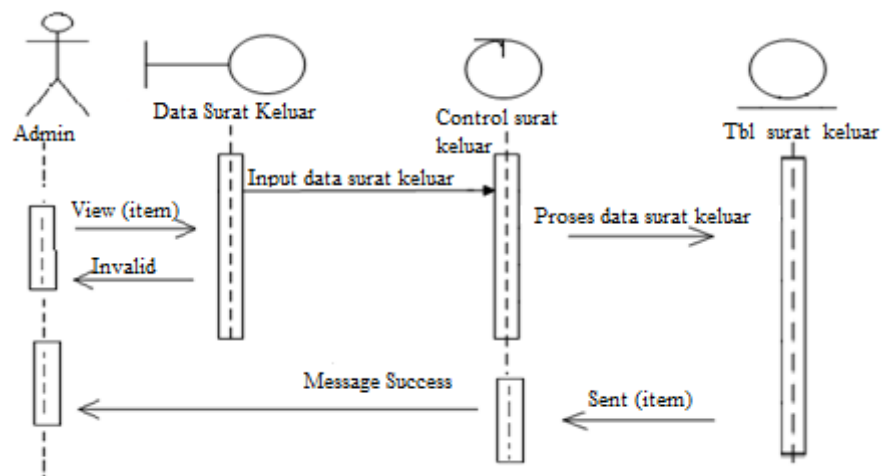 Admin
Data Surat Keluar
Control surat
keluar
Tbl surat keluar
Input data surat keluar
View (item)
Proses data surat keluar
Invalid
Message Success
Sent (item)